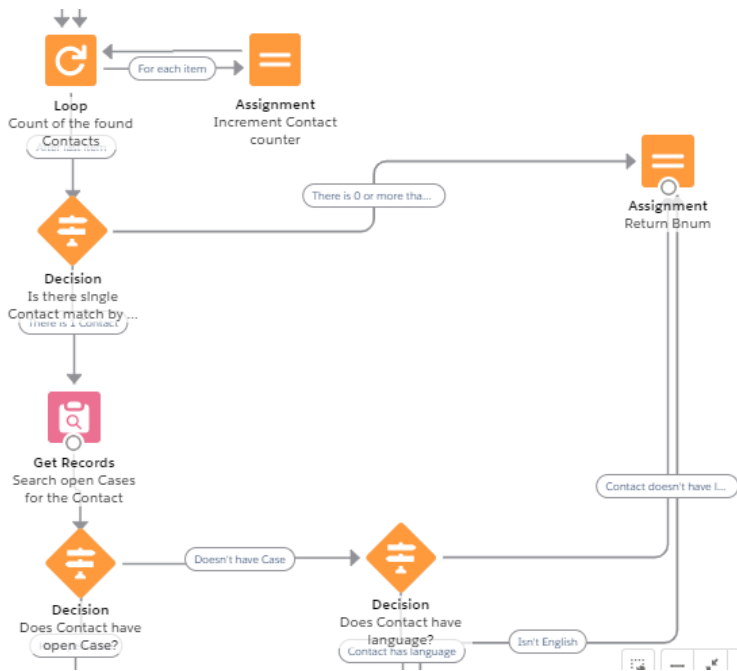 For each item
Loop
Count of the found
Contacts
Assignment
Increment Contact
counter
There is 0 or more tha...
Assignment
Return Bnum
Decision
Is there single
Contact match by ...
There is 1 Contact
Get Records
Search open Cases
for the Contact
Contact doesn't have l...
Doesn't have Case
Decision
Does Contact have
open Case?
Decision
Does Contact have
language?
Contact has language
Isn't English